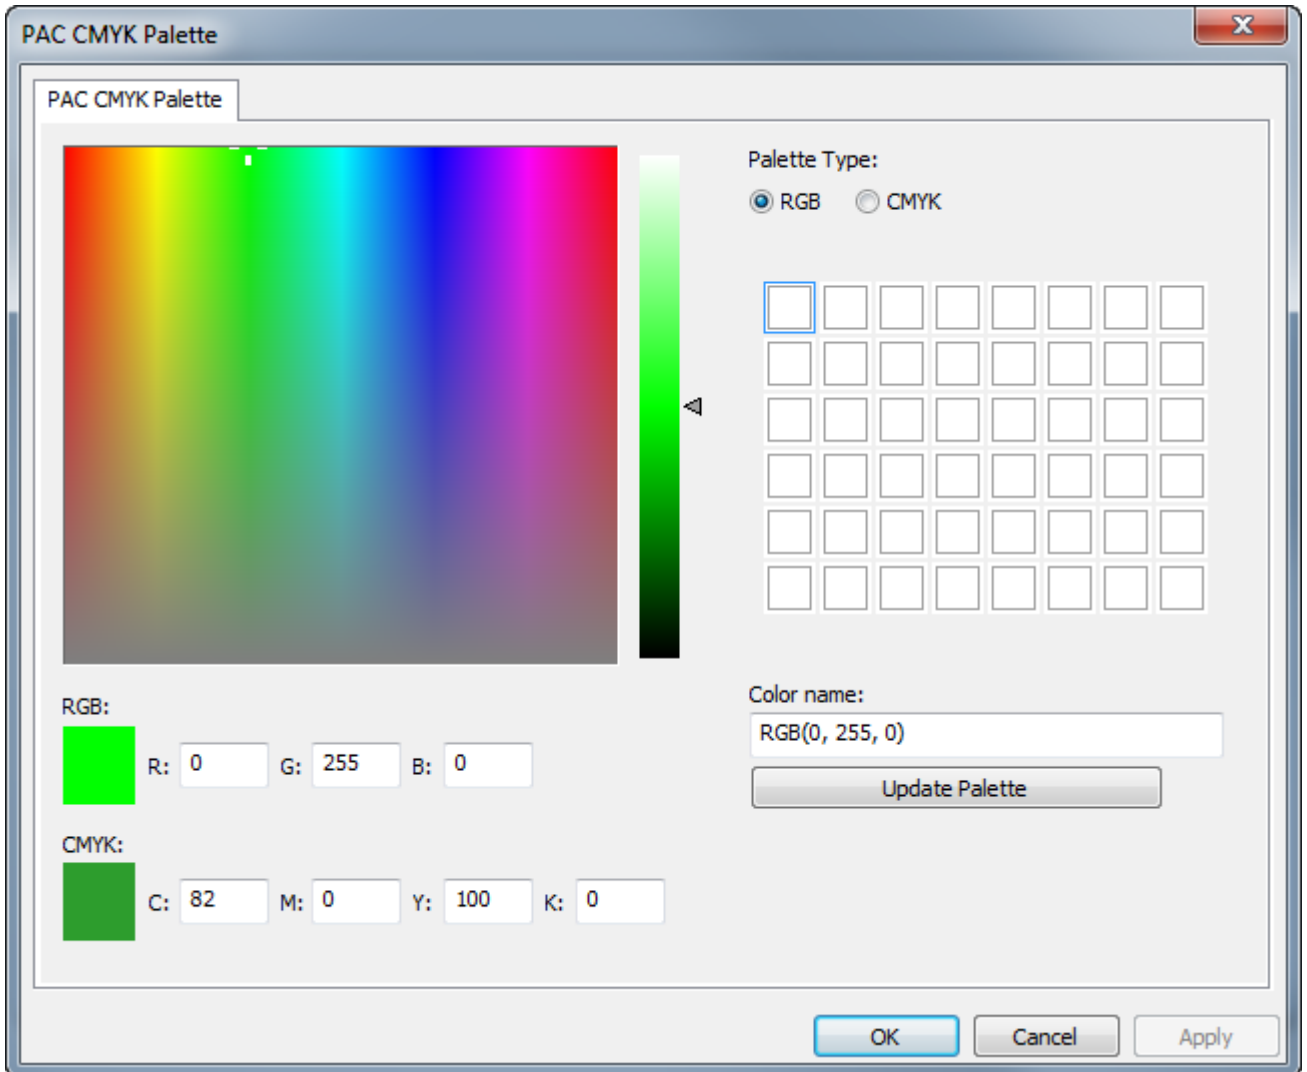 PAC CMYK Palette
PAC CMYK Palette
Palette Type:
RGB CMYK
RGB:
R: 0 G: 255 B: 0
CMYK:
C: 82 M: 0 Y: 100 K: 0
Color name:
RGB(0, 255, 0)
Update Palette
OK Cancel Apply